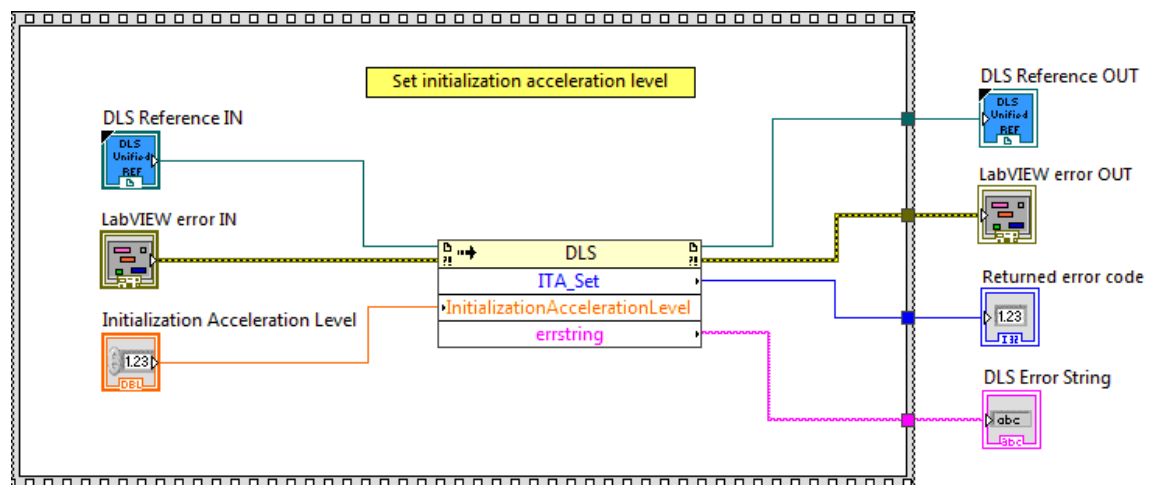 Set initialization acceleration level
DLS Reference IN
DLS
Unified
REF
LabVIEW error IN
Initialization Acceleration Level
1.23
DBL
?!
DLS
?!
ITA_Set
InitializationAccelerationLevel
errstring
DLS Reference OUT
DLS
Unified
REF
LabVIEW error OUT
Returned error code
1.23
I32
DLS Error String
abc
abc